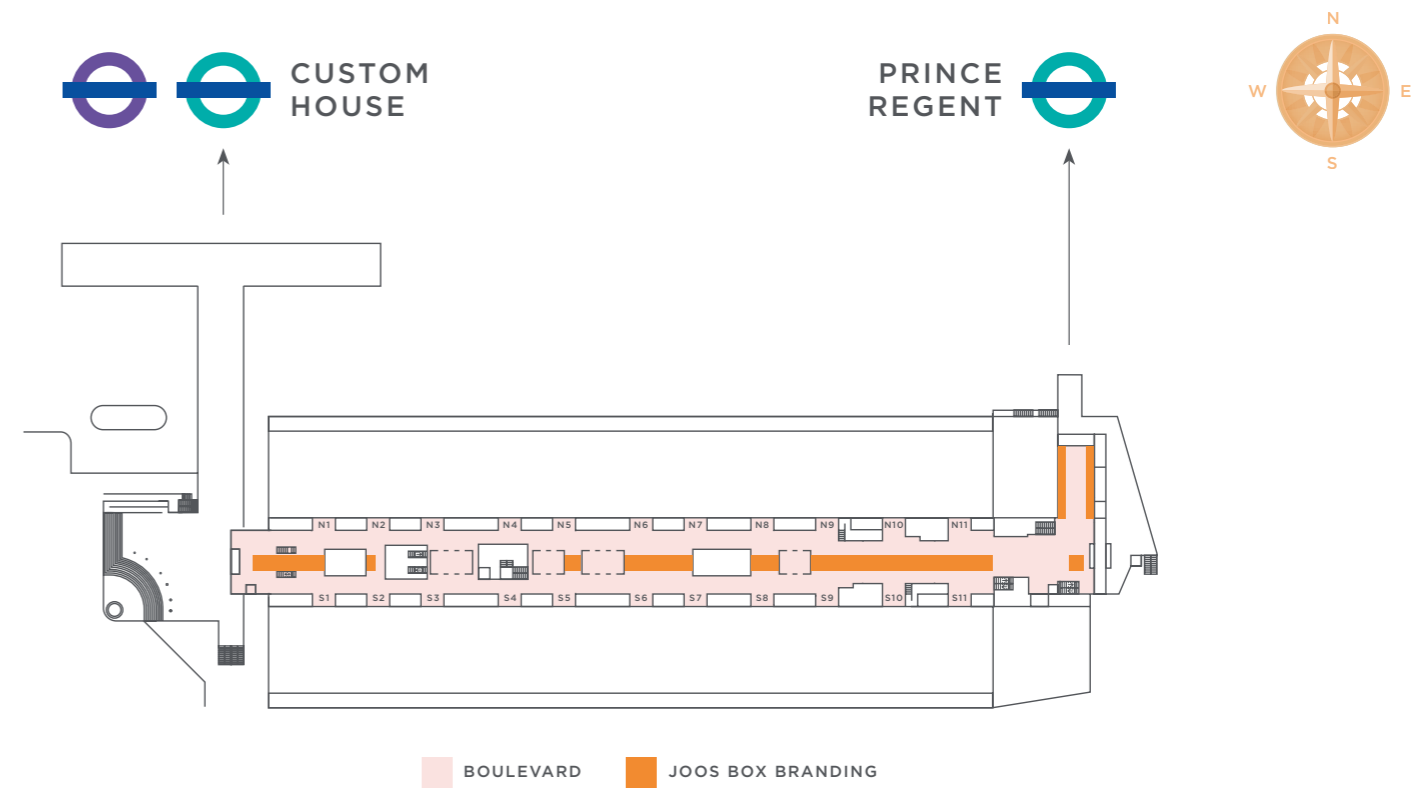 CUSTOM
HOUSE
PRINCE
REGENT
N
W
E
S
N1 N2 N3 N4 N5 N6 N7 N8 N9 N10 N11
S1 S2 S3 S4 S5 S6 S7 S8 S9 S10 S11
BOULEVARD
JOOS BOX BRANDING